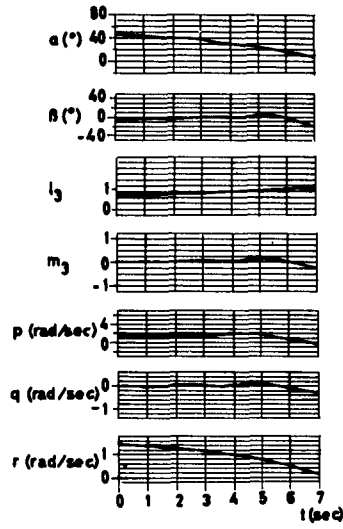 80
α (°) 40
0
40
β (°) 0
-40
l₃ 1
0
1
m₃ 0
-1
p (rad/sec) 4
0
q (rad/sec) 0
-1
r (rad/sec) 1
0
0 1 2 3 4 5 6 7
t (sec)